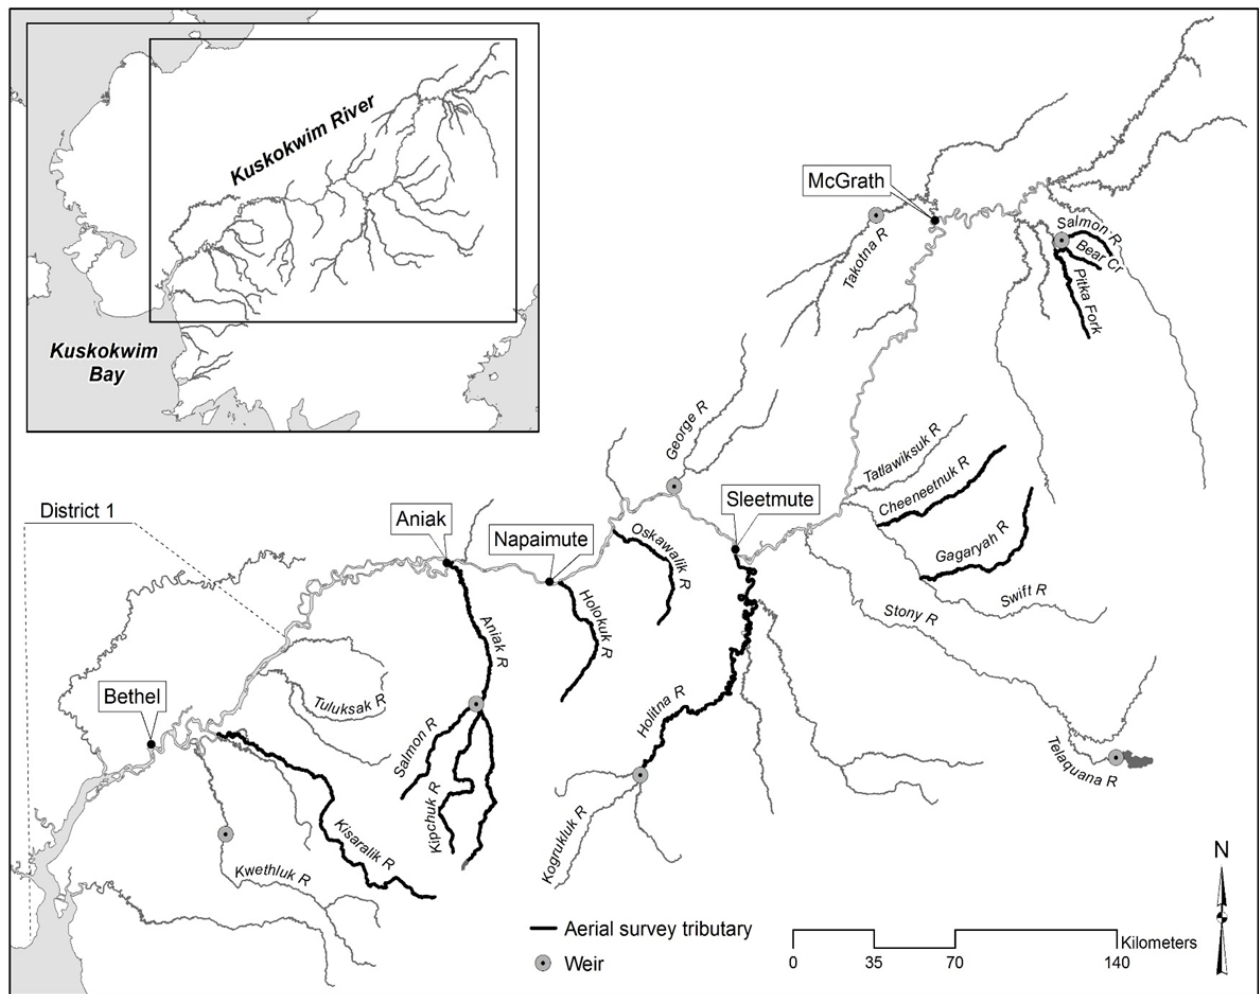 Kuskokwim River
Kuskokwim
Bay
McGrath
Takotna R
Salmon R
Bear Cr
Pitka Fork
George R
Tatlawiksuk R
Cheeneetnuk R
Gagaryah R
Swift R
Stony R
Telaquana R
Sleetmute
District 1
Aniak
Napaimute
Oskawalik R
Holokuk R
Aniak R
Holitna R
Tuluksak R
Bethel
Salmon R
Kipchuk R
Kisaralik R
Kwethluk R
Kogrukluk R
Aerial survey tributary
Weir
N
Kilometers
0 35 70 140